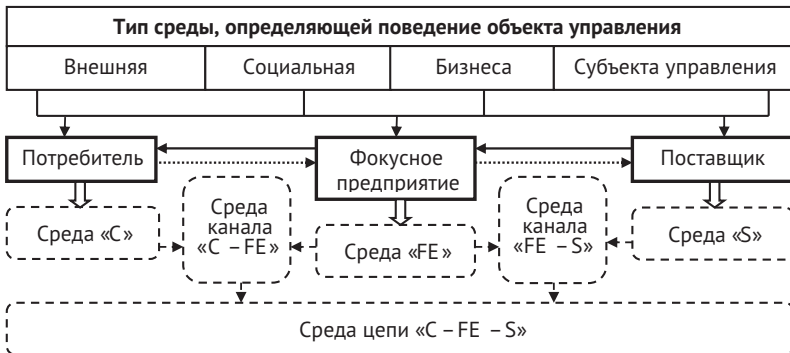 Тип среды, определяющей поведение объекта управления
Внешняя
Социальная
Бизнеса
Субъекта управления
Потребитель
Фокусное
предприятие
Поставщик
Среда «C»
Среда
канала
«C – FE»
Среда «FE»
Среда
канала
«FE – S»
Среда «S»
Среда цепи «C – FE – S»